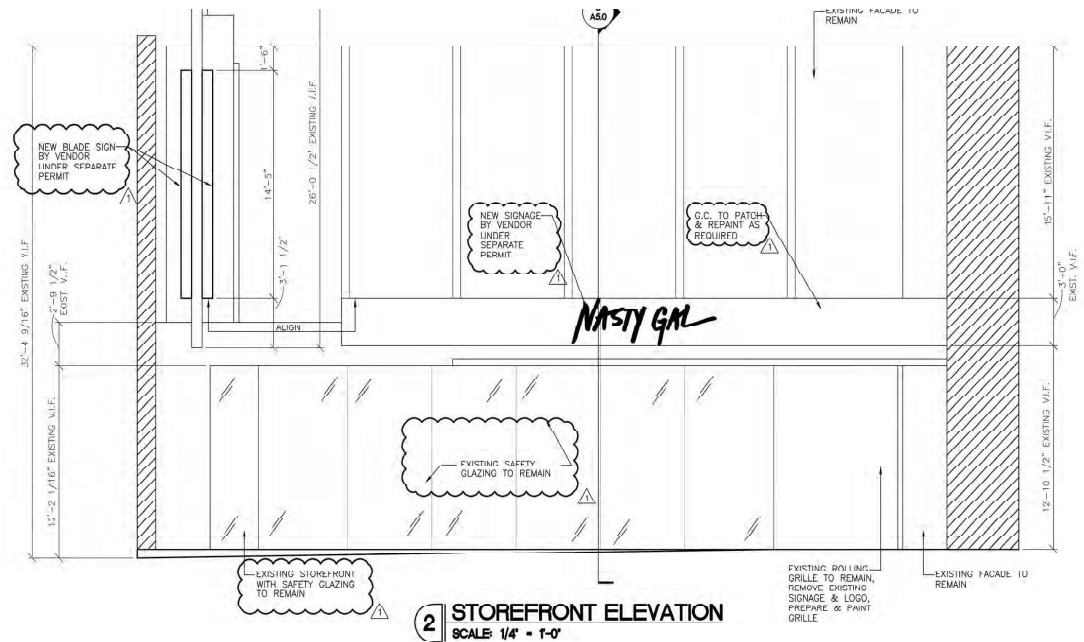 A5.0
EXISTING FACADE TO
REMAIN
1'-6"
NEW BLADE SIGN
BY VENDOR
UNDER SEPARATE
PERMIT
1
14'-5"
26'-0 1/2" EXISTING V.I.F.
3'-1 1/2"
32'-4 9/16" EXISTING V.I.F
2'-9 1/2"
EXIST V.I.F.
12'-2 1/16" EXISTING V.I.F.
NEW SIGNAGE
BY VENDOR
UNDER
SEPARATE
PERMIT
1
G.C. TO PATCH
& REPAINT AS
REQUIRED
1
15'-11" EXISTING V.I.F.
3'-0"
EXIST. V.I.F.
12'-10 1/2" EXISTING V.I.F.
ALIGN
NASTY GAL
EXISTING SAFETY
GLAZING TO REMAIN
1
EXISTING STOREFRONT
WITH SAFETY GLAZING
TO REMAIN
1
EXISTING ROLLING
GRILLE TO REMAIN,
REMOVE EXISTING
SIGNAGE & LOGO,
PREPARE & PAINT
GRILLE
EXISTING FACADE TO
REMAIN
2 STOREFRONT ELEVATION
SCALE: 1/4" = 1'-0"